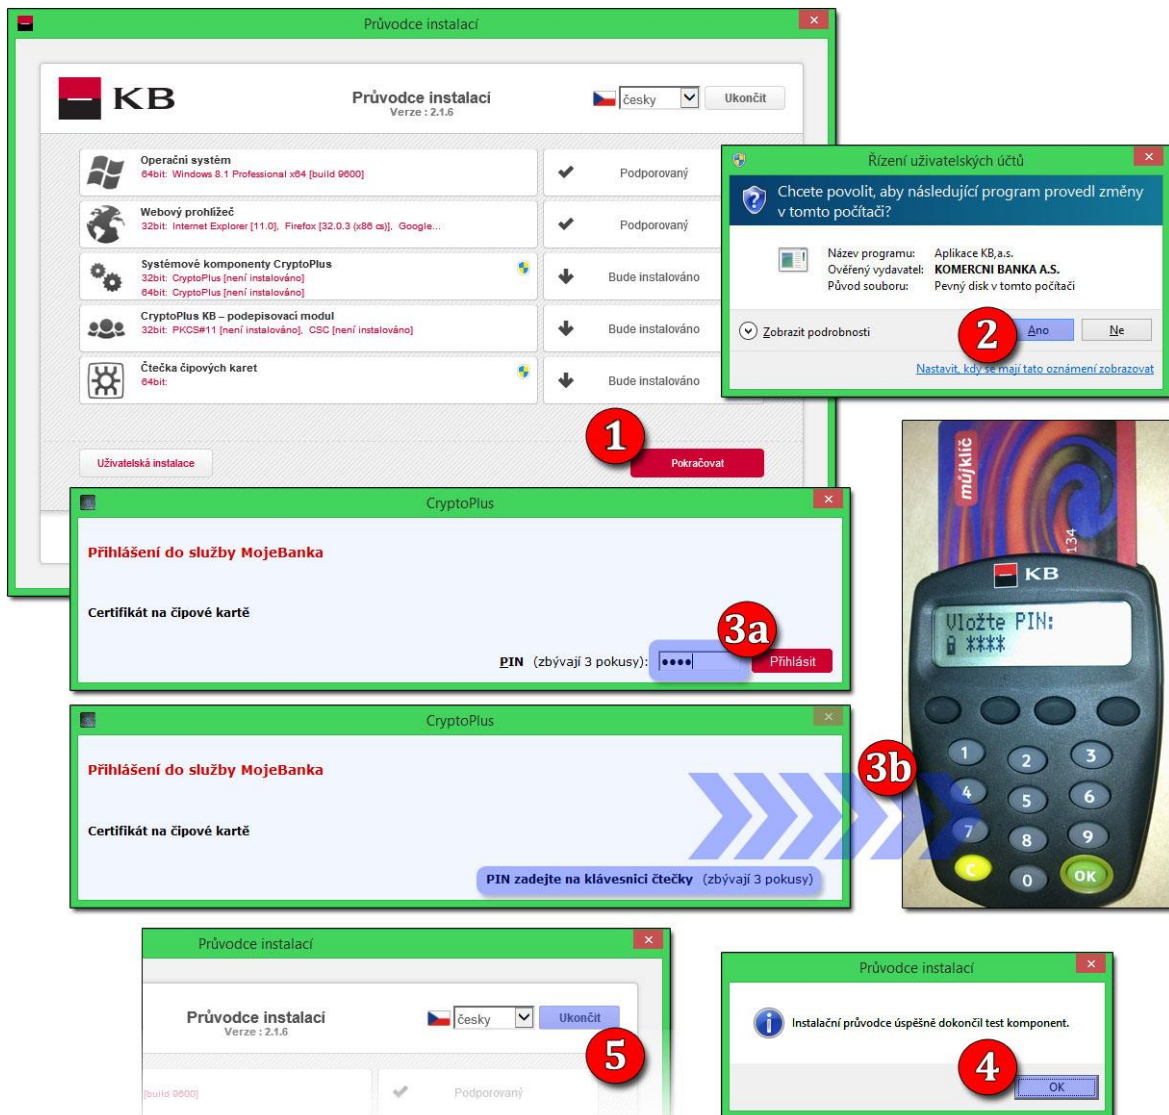 Průvodce instalací
KB
Průvodce instalací
Verze : 2.1.6
česky
Ukončit
Operační systém
64bit: Windows 8.1 Professional x64 [build 9600]
Podporovaný
Webový prohlížeč
32bit: Internet Explorer [11.0], Firefox [32.0.3 (x86 cs)], Google...
Podporovaný
Systémové komponenty CryptoPlus
32bit: CryptoPlus [není instalováno]
64bit: CryptoPlus [není instalováno]
Bude instalováno
CryptoPlus KB – podepisovací modul
32bit: PKCS#11 [není instalováno], CSC [není instalováno]
Bude instalováno
Čtečka čipových karet
64bit:
Bude instalováno
1
Uživatelská instalace
Pokračovat
Řízení uživatelských účtů
Chcete povolit, aby následující program provedl změny
v tomto počítači?
Název programu: Aplikace KB,a.s.
Ověřený vydavatel: KOMERCNI BANKA A.S.
Původ souboru: Pevný disk v tomto počítači
Zobrazit podrobnosti
2
Ano
Ne
Nastavit, kdy se mají tato oznámení zobrazovat
CryptoPlus
Přihlášení do služby MojeBanka
Certifikát na čipové kartě
3a
PIN (zbývají 3 pokusy):
Přihlásit
CryptoPlus
Přihlášení do služby MojeBanka
Certifikát na čipové kartě
PIN zadejte na klávesnici čtečky (zbývají 3 pokusy)
3b
můjklíč
134
KB
Vložte PIN:
****
1 2 3
4 5 6
7 8 9
C 0 OK
Průvodce instalací
Průvodce instalací
Verze : 2.1.6
česky
Ukončit
5
[build 9600]
Podporovaný
Průvodce instalací
Instalační průvodce úspěšně dokončil test komponent.
4
OK